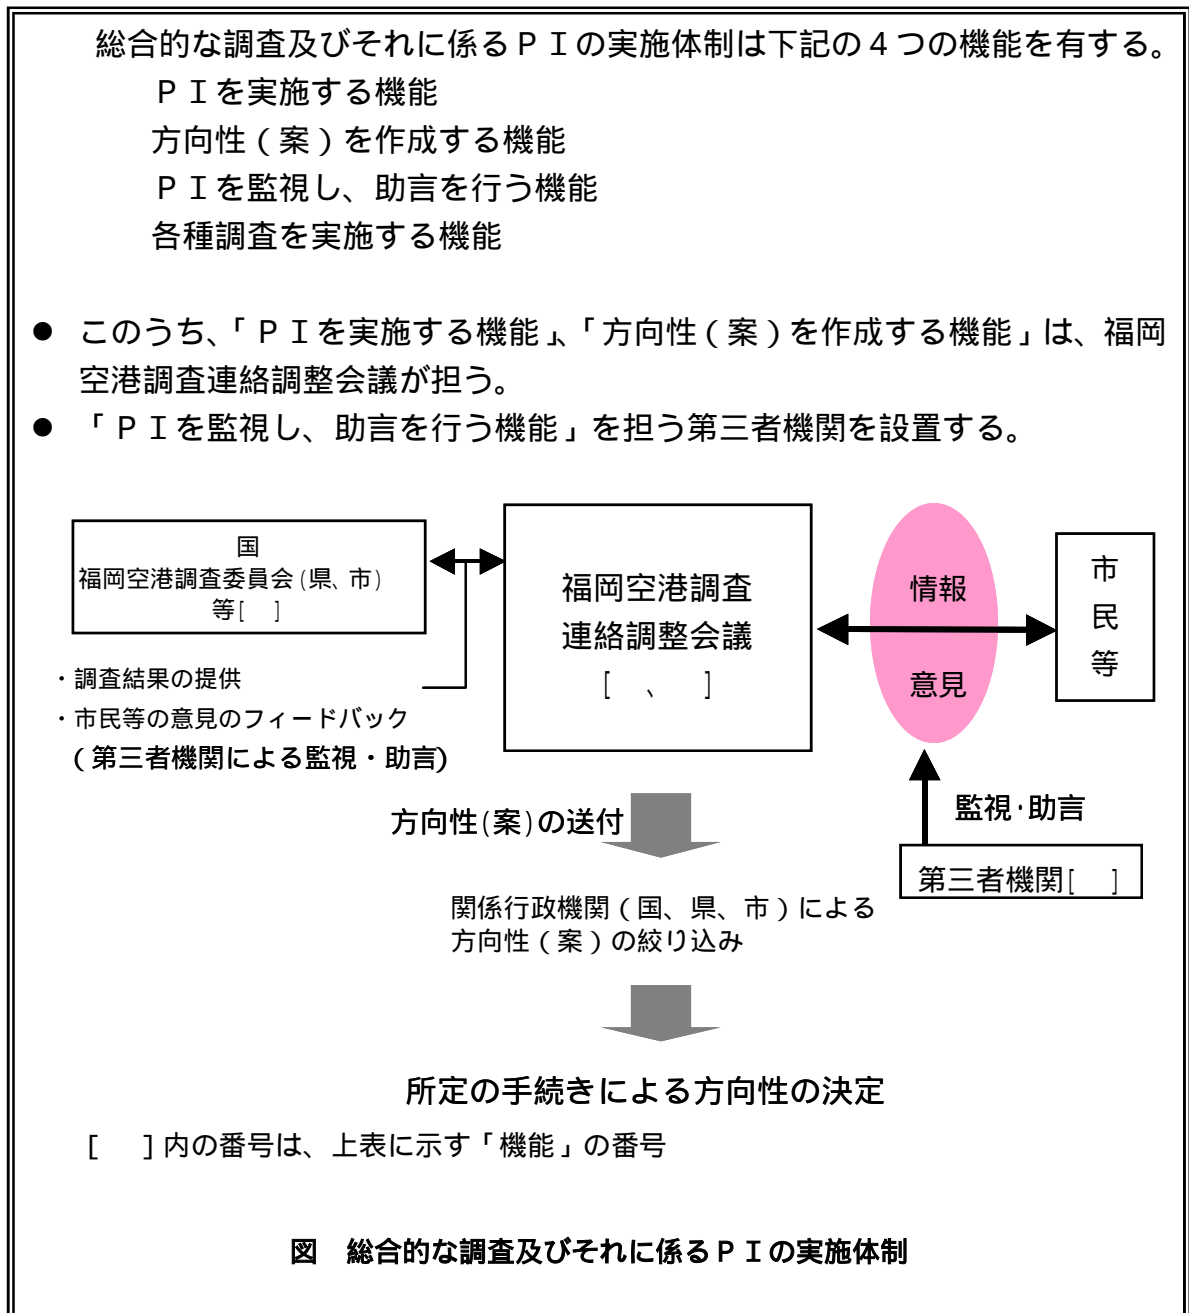 総合的な調査及びそれに係るＰＩの実施体制は下記の４つの機能を有する。
ＰＩを実施する機能
方向性（案）を作成する機能
ＰＩを監視し、助言を行う機能
各種調査を実施する機能
● このうち、「ＰＩを実施する機能」、「方向性（案）を作成する機能」は、福岡
空港調査連絡調整会議が担う。
● 「ＰＩを監視し、助言を行う機能」を担う第三者機関を設置する。
国
福岡空港調査委員会(県、市)
等[　]
・調査結果の提供
・市民等の意見のフィードバック
(第三者機関による監視・助言)
福岡空港調査
連絡調整会議
[　、　]
情報
意見
市
民
等
監視・助言
第三者機関[　]
方向性(案)の送付
関係行政機関（国、県、市）による
方向性（案）の絞り込み
所定の手続きによる方向性の決定
[　]内の番号は、上表に示す「機能」の番号
図　総合的な調査及びそれに係るＰＩの実施体制